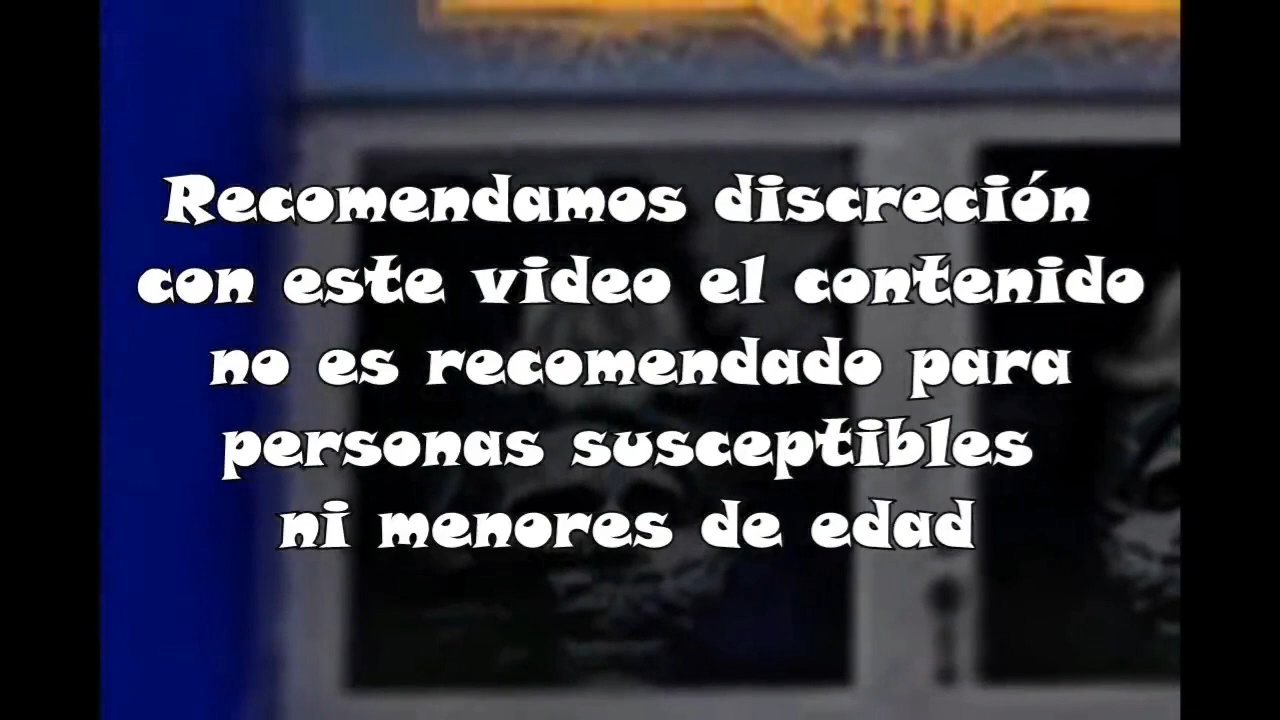 Recomendamos discreción
con este video el contenido
no es recomendado para
personas susceptibles
ni menores de edad